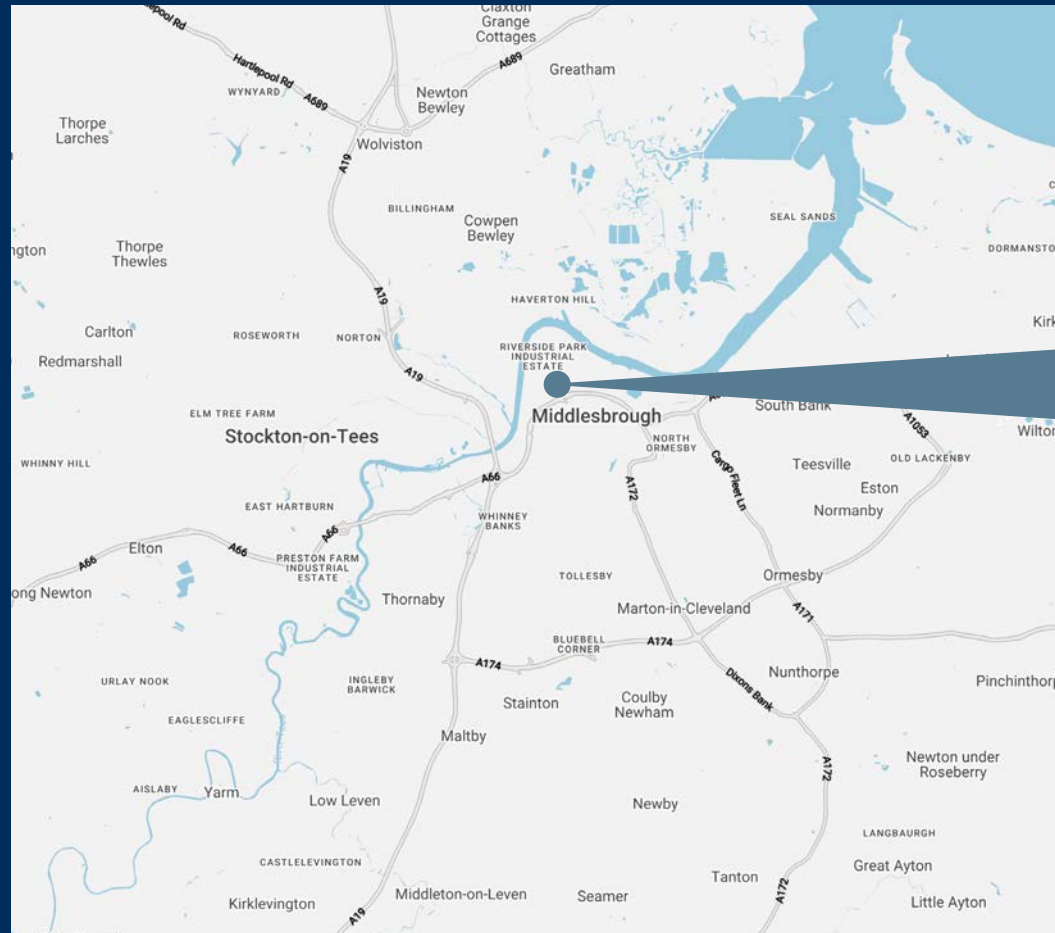 Claxton
Grange
Cottages
Hartlepool Rd
A689
Greatham
Hartlepool Rd
A689
WYNYARD
Newton
Bewley
Thorpe
Larches
Wolviston
A19
BILLINGHAM
Cowpen
Bewley
SEAL SANDS
Thorpe
Thewles
A19
HAVERTON HILL
Carlton
ROSEWORTH
NORTON
RIVERSIDE PARK
INDUSTRIAL
ESTATE
Redmarshall
A19
ELM TREE FARM
Middlesbrough
South Bank
A1053
Stockton-on-Tees
NORTH
ORMESBY
Wilton
WHINNY HILL
A66
A172
Cargo Fleet Ln
Teesville
OLD LACKENBY
Eston
EAST HARTBURN
WHINNEY
BANKS
Normanby
A66
Elton
A66
A66
PRESTON FARM
INDUSTRIAL
ESTATE
TOLLESBY
Ormesby
ong Newton
Thornaby
Marton-in-Cleveland
A171
BLUEBELL
CORNER
A174
A174
Nunthorpe
URLAY NOOK
INGLEBY
BARWICK
Stainton
Coulby
Newham
Dixons Bank
Pinchinthorp
EAGLESCLIFFE
Maltby
A172
Newton under
Roseberry
AISLABY
Yarm
Low Leven
Newby
LANGBAURGH
CASTLELEVINGTON
Great Ayton
Tanton
A172
Kirklevington
Middleton-on-Leven
Seamer
Little Ayton
A19